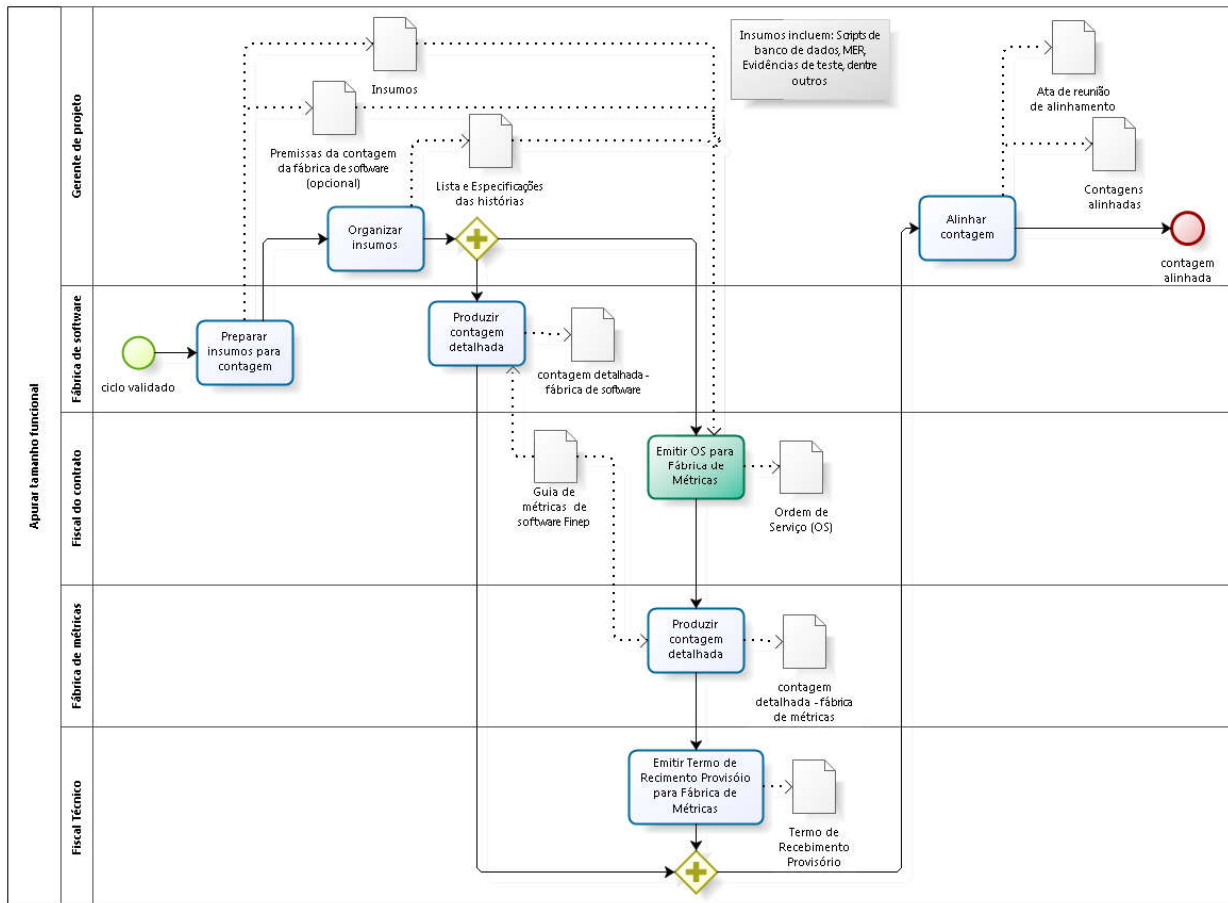 Apurar tamanho funcional
Gerente de projeto
Insumos
Insumos incluem: Scripts de
banco de dados, MER,
Evidências de teste, dentre
outros
Ata de reunião
de alinhamento
Premissas da contagem
da fábrica de software
(opcional)
Lista e Especificações
das histórias
Contagens
alinhadas
Organizar
insumos
Alinhar
contagem
contagem
alinhada
Fábrica de software
ciclo validado
Preparar
insumos para
contagem
Produzir
contagem
detalhada
contagem detalhada -
fábrica de software
Fiscal do contrato
Guia de
métricas de
software Finep
Emitir OS para
Fábrica de
Métricas
Ordem de
Serviço (OS)
Fábrica de métricas
Produzir
contagem
detalhada
contagem
detalhada - fábrica
de métricas
Fiscal Técnico
Emitir Termo de
Recimento Provisóio
para Fábrica de
Métricas
Termo de
Recebimento
Provisório